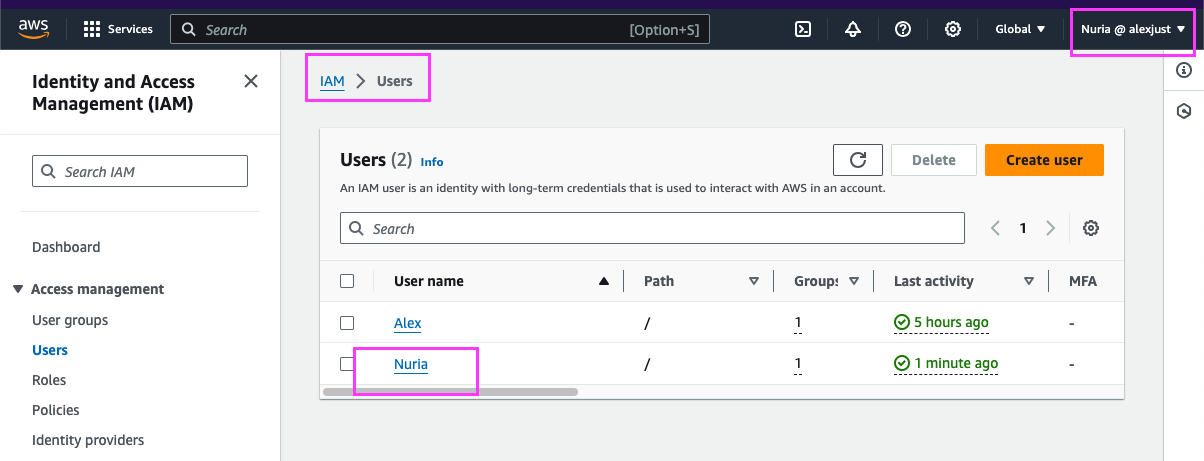 aws
Services
Search
[Option+S]
Global
Nuria @ alexjust
Identity and Access
Management (IAM)
Search IAM
Dashboard
Access management
User groups
Users
Roles
Policies
Identity providers
IAM
Users
Users (2) Info
Delete
Create user
An IAM user is an identity with long-term credentials that is used to interact with AWS in an account.
Search
1
User name
Path
Groups
Last activity
MFA
Alex / 1 5 hours ago -
Nuria / 1 1 minute ago -